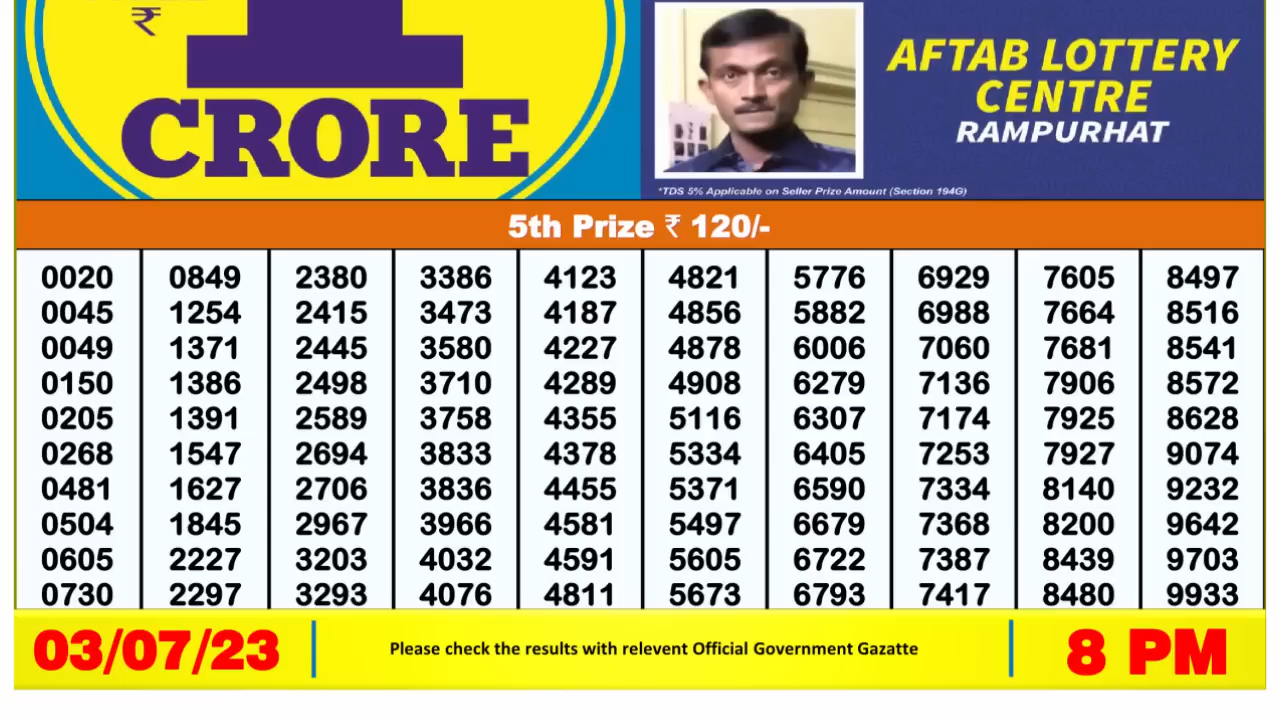 ₹
1
CRORE
AFTAB LOTTERY
CENTRE
RAMPURHAT
*TDS 5% Applicable on Seller Prize Amount (Section 194G)
5th Prize ₹ 120/-
0020 0849 2380 3386 4123 4821 5776 6929 7605 8497
0045 1254 2415 3473 4187 4856 5882 6988 7664 8516
0049 1371 2445 3580 4227 4878 6006 7060 7681 8541
0150 1386 2498 3710 4289 4908 6279 7136 7906 8572
0205 1391 2589 3758 4355 5116 6307 7174 7925 8628
0268 1547 2694 3833 4378 5334 6405 7253 7927 9074
0481 1627 2706 3836 4455 5371 6590 7334 8140 9232
0504 1845 2967 3966 4581 5497 6679 7368 8200 9642
0605 2227 3203 4032 4591 5605 6722 7387 8439 9703
0730 2297 3293 4076 4811 5673 6793 7417 8480 9933
03/07/23
Please check the results with relevent Official Government Gazatte
8 PM